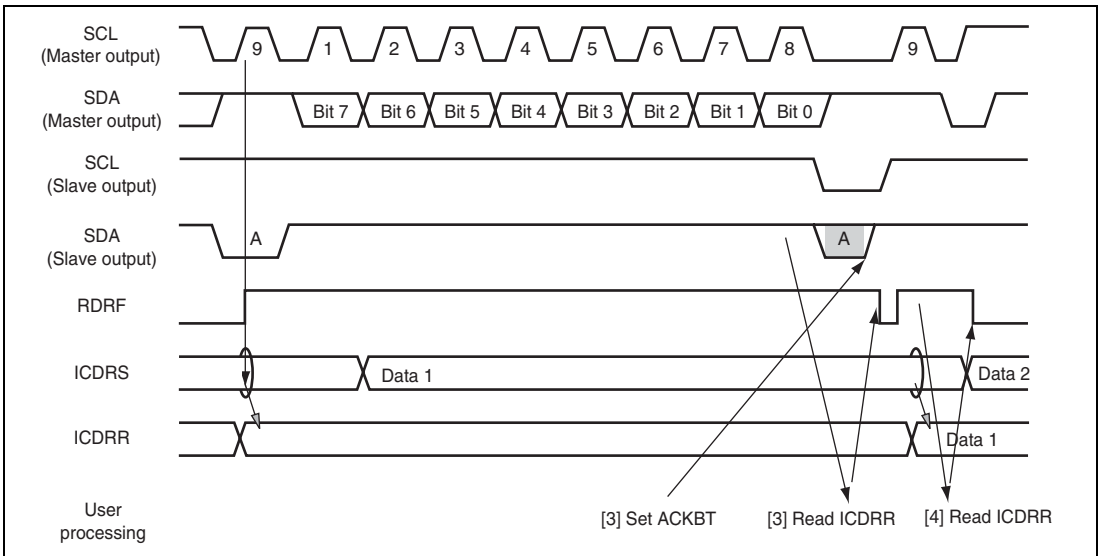 SCL
(Master output)
9 1 2 3 4 5 6 7 8 9
SDA
(Master output)
Bit 7 Bit 6 Bit 5 Bit 4 Bit 3 Bit 2 Bit 1 Bit 0
SCL
(Slave output)
SDA
(Slave output)
A A
RDRF
ICDRS
Data 1 Data 2
ICDRR
Data 1
User
processing
[3] Set ACKBT [3] Read ICDRR [4] Read ICDRR